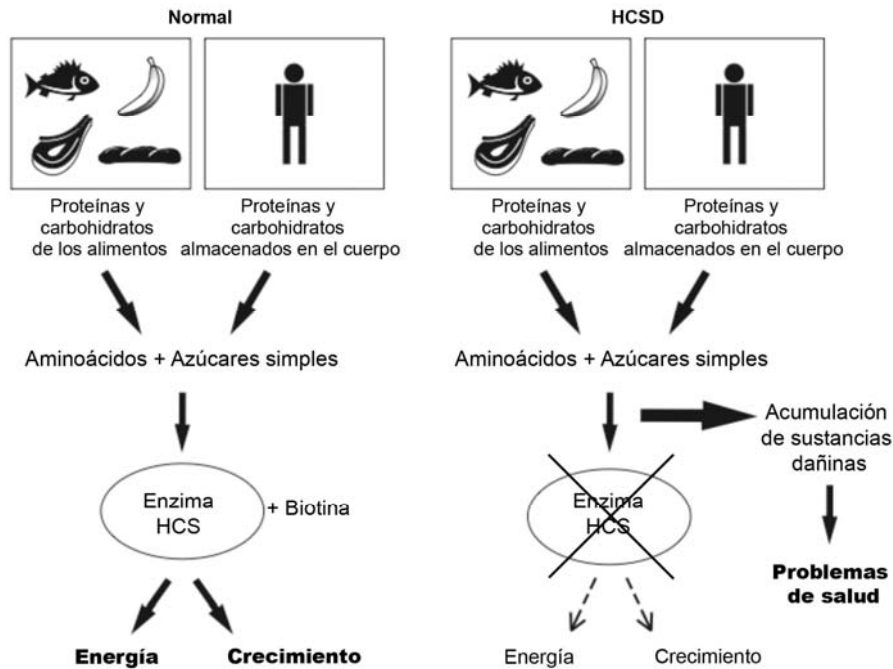 Normal
Proteínas y
carbohidratos
de los alimentos
Proteínas y
carbohidratos
almacenados en el cuerpo
Aminoácidos + Azúcares simples
Enzima
HCS
+ Biotina
Energía
Crecimiento
HCSD
Proteínas y
carbohidratos
de los alimentos
Proteínas y
carbohidratos
almacenados en el cuerpo
Aminoácidos + Azúcares simples
Acumulación
de sustancias
dañinas
Enzima
HCS
Problemas
de salud
Energía
Crecimiento